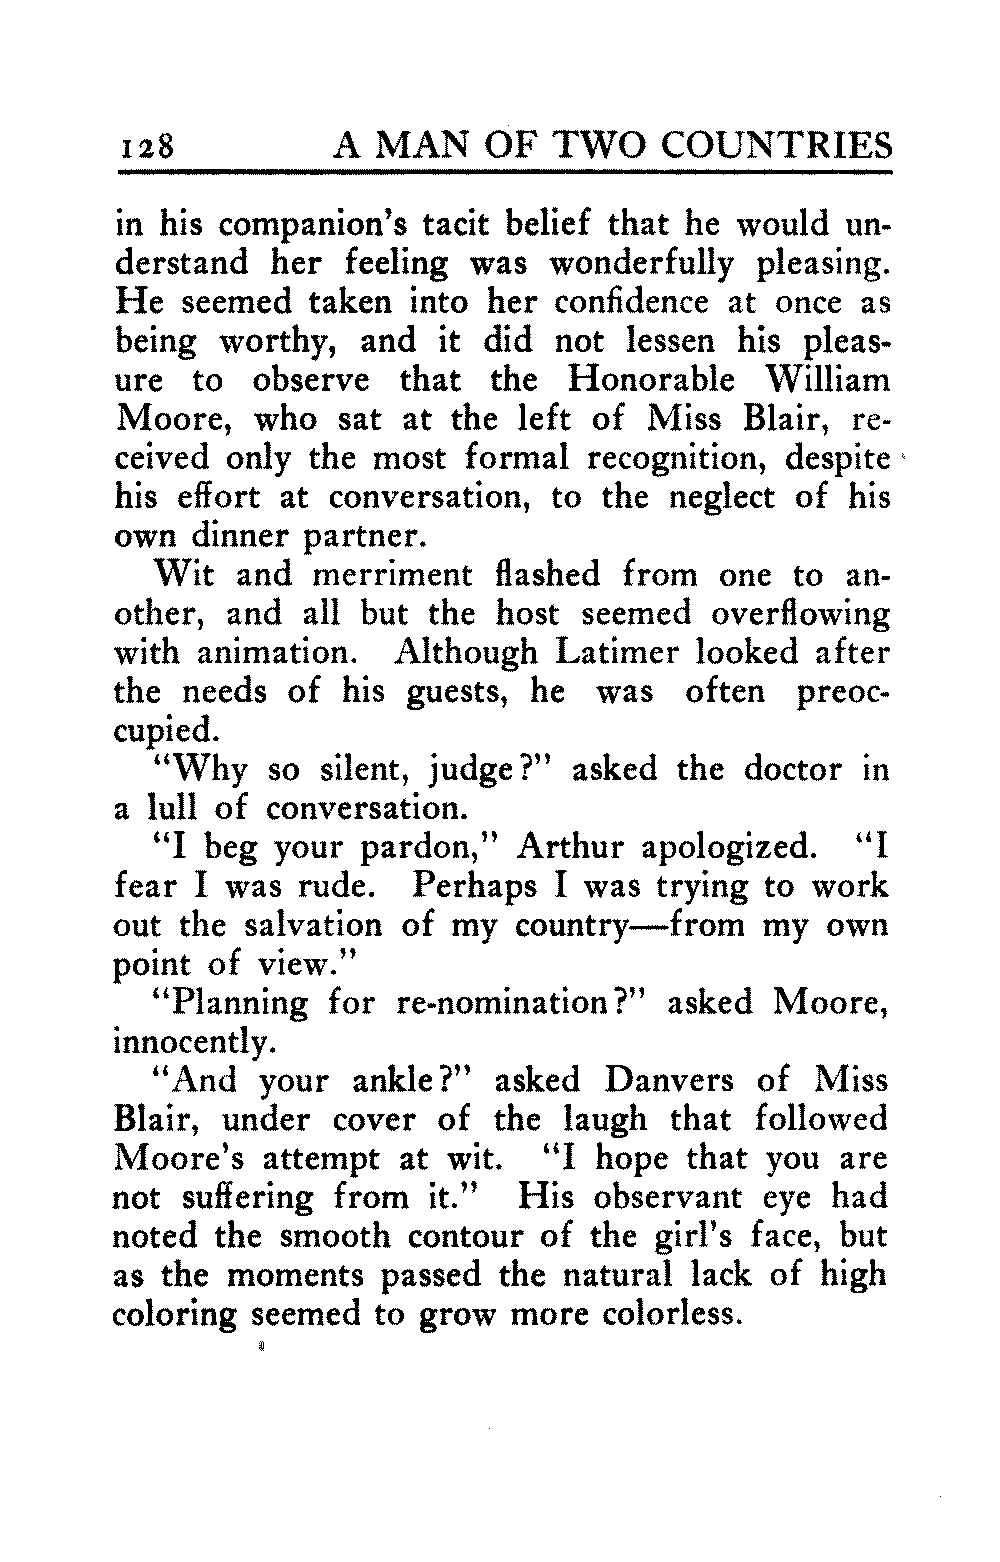 128 A MAN OF TWO COUNTRIES
in his companion's tacit belief that he would un-
derstand her feeling was wonderfully pleasing.
He seemed taken into her confidence at once as
being worthy, and it did not lessen his pleas-
ure to observe that the Honorable William
Moore, who sat at the left of Miss Blair, re-
ceived only the most formal recognition, despite
his effort at conversation, to the neglect of his
own dinner partner.
Wit and merriment flashed from one to an-
other, and all but the host seemed overflowing
with animation. Although Latimer looked after
the needs of his guests, he was often preoc-
cupied.
"Why so silent, judge?" asked the doctor in
a lull of conversation.
"I beg your pardon," Arthur apologized. "I
fear I was rude. Perhaps I was trying to work
out the salvation of my country—from my own
point of view."
"Planning for re-nomination?" asked Moore,
innocently.
"And your ankle?" asked Danvers of Miss
Blair, under cover of the laugh that followed
Moore's attempt at wit. "I hope that you are
not suffering from it." His observant eye had
noted the smooth contour of the girl's face, but
as the moments passed the natural lack of high
coloring seemed to grow more colorless.